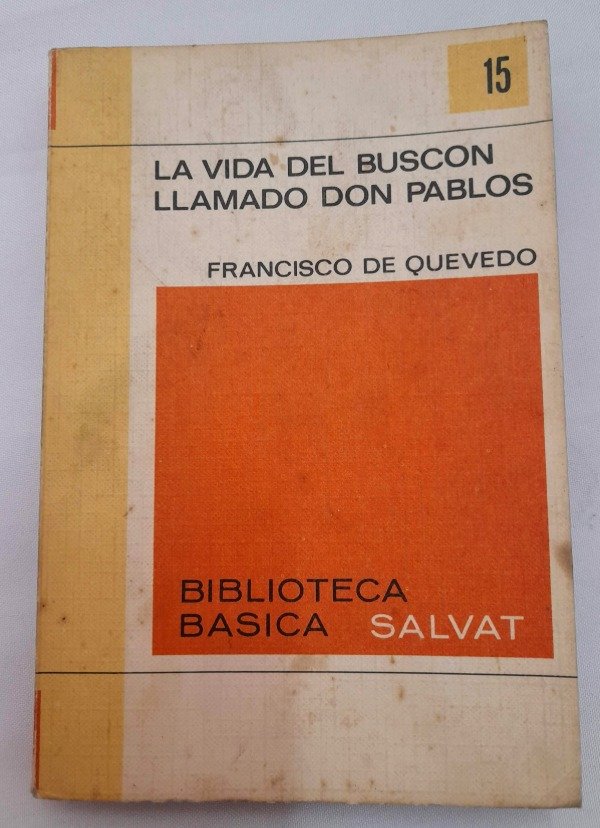 15
LA VIDA DEL BUSCON
LLAMADO DON PABLOS
FRANCISCO DE QUEVEDO
BIBLIOTECA
BASICA SALVAT